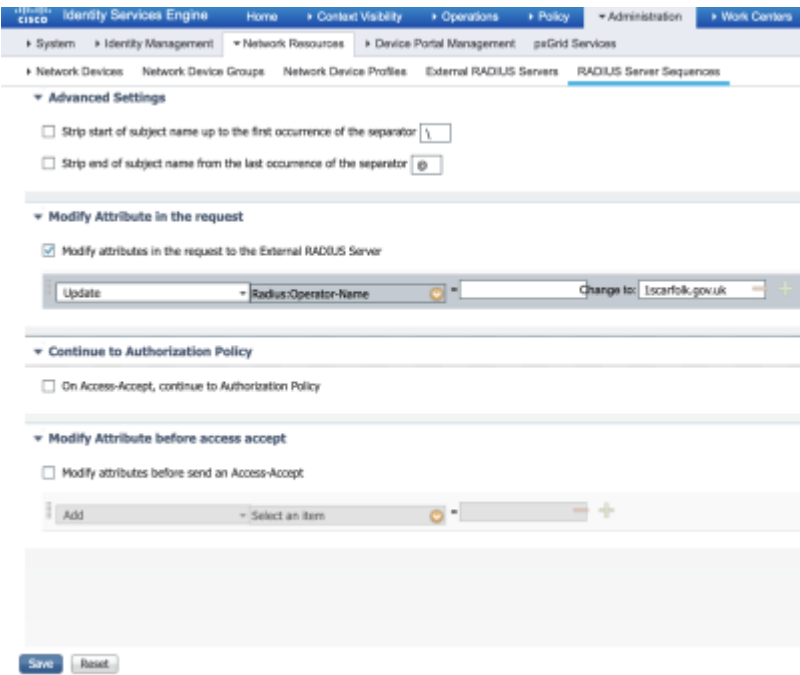 cisco Identity Services Engine Home Context Visibility Operations Policy Administration Work Centers
System Identity Management Network Resources Device Portal Management pxGrid Services
Network Devices Network Device Groups Network Device Profiles External RADIUS Servers RADIUS Server Sequences
Advanced Settings
Strip start of subject name up to the first occurrence of the separator \
Strip end of subject name from the last occurrence of the separator @
Modify Attribute in the request
Modify attributes in the request to the External RADIUS Server
Update Radius:Operator-Name = Change to: 1scarfolk.gov.uk
Continue to Authorization Policy
On Access-Accept, continue to Authorization Policy
Modify Attribute before access accept
Modify attributes before send an Access-Accept
Add Select an item =
Save Reset